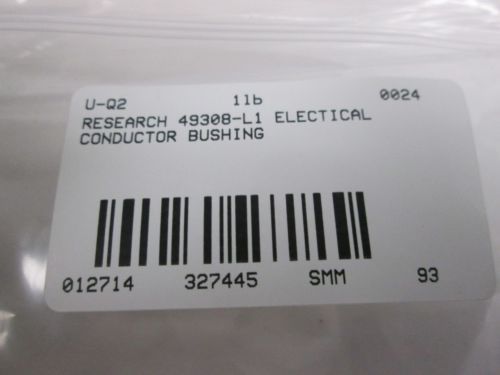 U-Q2 1lb 0024
RESEARCH 49308-L1 ELECTICAL
CONDUCTOR BUSHING
012714 327445 SMM 93